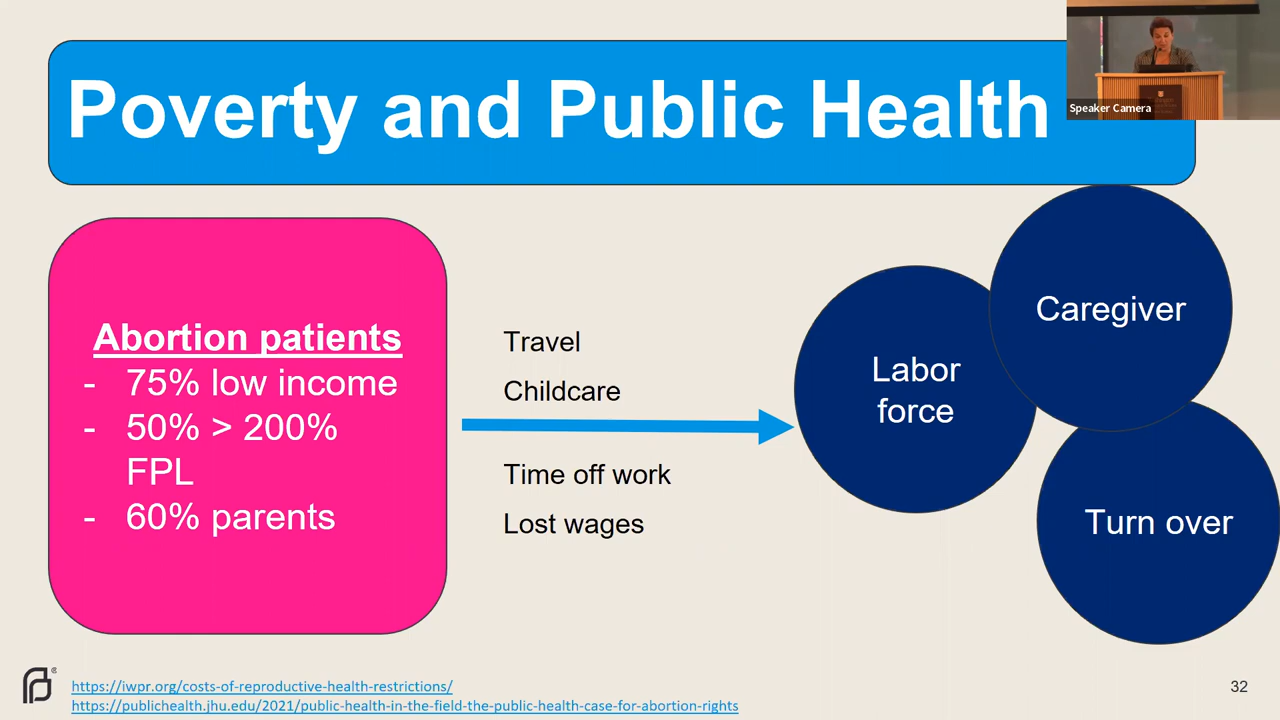 Poverty and Public Health
Speaker Camera
Abortion patients
- 75% low income
- 50% > 200%
FPL
- 60% parents
Travel
Childcare
Time off work
Lost wages
Labor
force
Caregiver
Turn over
https://iwpr.org/costs-of-reproductive-health-restrictions/
https://publichealth.jhu.edu/2021/public-health-in-the-field-the-public-health-case-for-abortion-rights
32